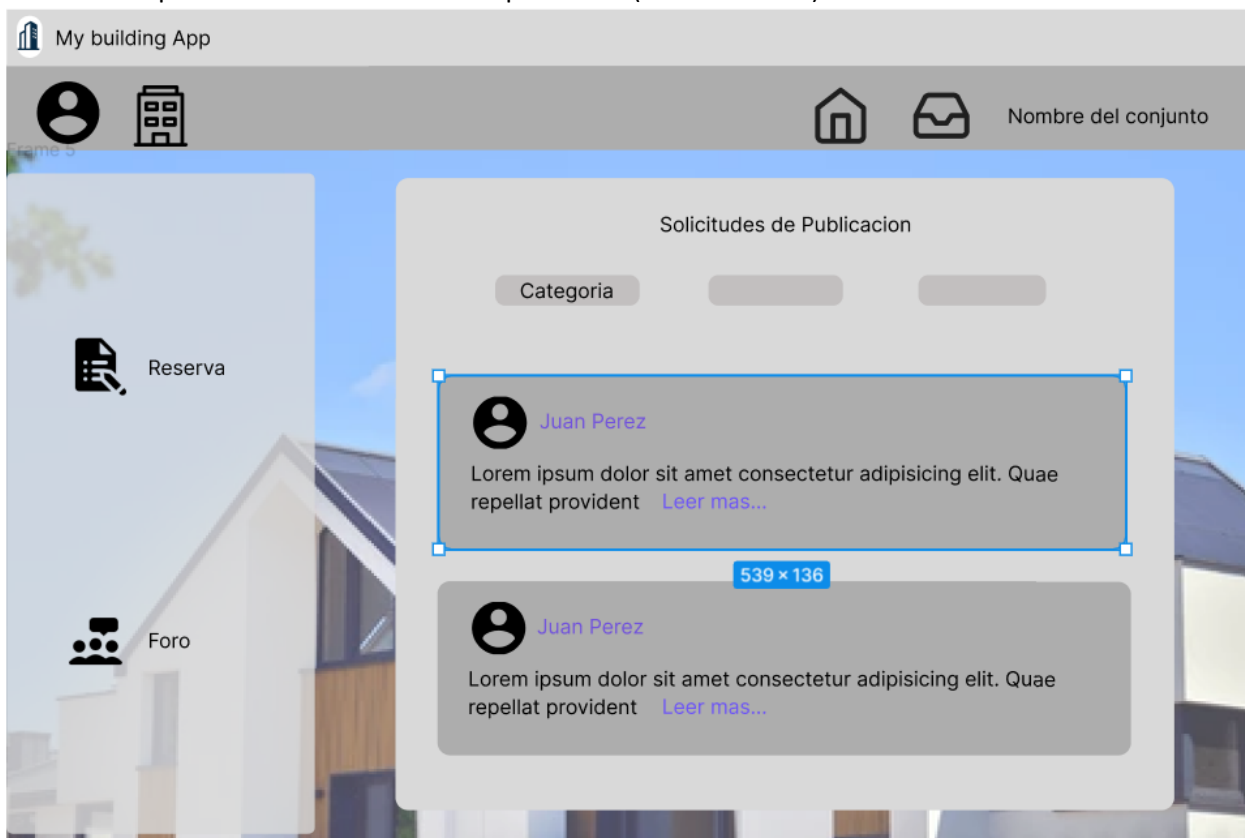 My building App
Nombre del conjunto
Frame 5
Solicitudes de Publicacion
Categoria
Reserva
Juan Perez
Lorem ipsum dolor sit amet consectetur adipisicing elit. Quae
repellat provident Leer mas...
539 × 136
Foro
Juan Perez
Lorem ipsum dolor sit amet consectetur adipisicing elit. Quae
repellat provident Leer mas...